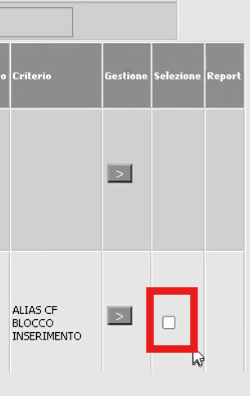 o Criterio Gestione Selezione Report
>
ALIAS CF
BLOCCO
INSERIMENTO
>